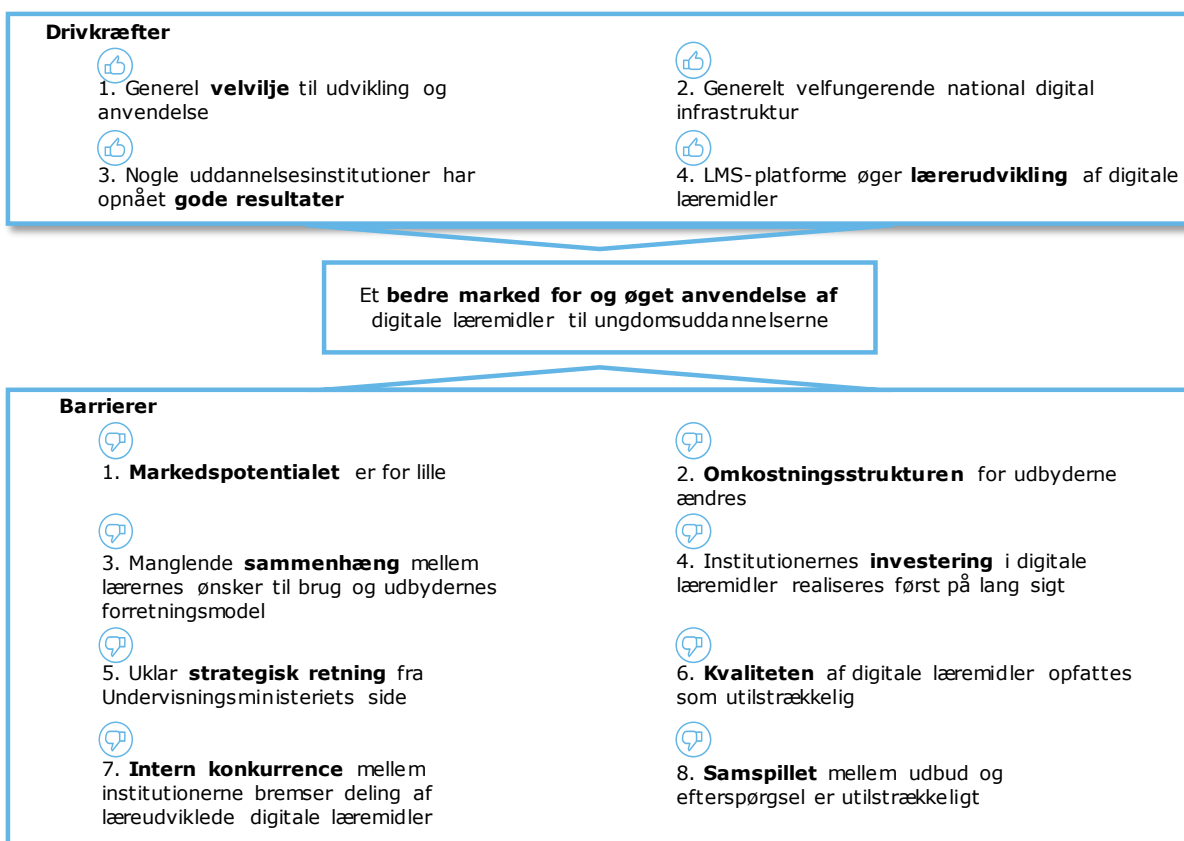 Drivkræfter
1. Generel velvilje til udvikling og
anvendelse
2. Generelt velfungerende national digital
infrastruktur
3. Nogle uddannelsesinstitutioner har
opnået gode resultater
4. LMS-platforme øger lærerudvikling af digitale
læremidler
Et bedre marked for og øget anvendelse af
digitale læremidler til ungdomsuddannelserne
Barrierer
1. Markedspotentialet er for lille
2. Omkostningsstrukturen for udbyderne
ændres
3. Manglende sammenhæng mellem
lærernes ønsker til brug og udbydernes
forretningsmodel
4. Institutionernes investering i digitale
læremidler realiseres først på lang sigt
5. Uklar strategisk retning fra
Undervisningsministeriets side
6. Kvaliteten af digitale læremidler opfattes
som utilstrækkelig
7. Intern konkurrence mellem
institutionerne bremser deling af
læreudviklede digitale læremidler
8. Samspillet mellem udbud og
efterspørgsel er utilstrækkeligt